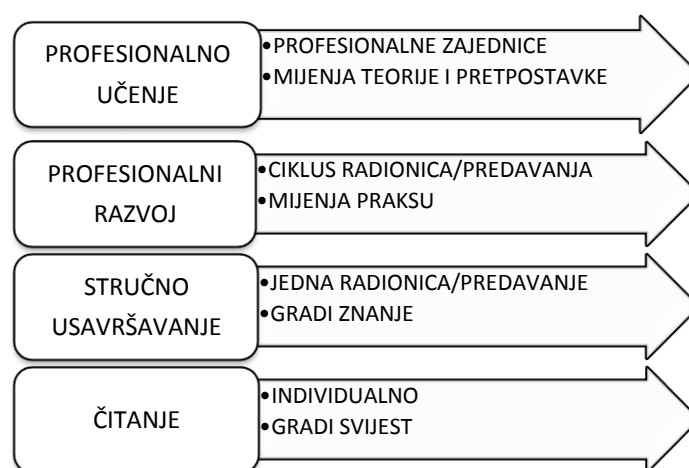 PROFESIONALNO
UČENJE
•PROFESIONALNE ZAJEDNICE
•MIJENJA TEORIJE I PRETPOSTAVKE
PROFESIONALNI
RAZVOJ
•CIKLUS RADIONICA/PREDAVANJA
•MIJENJA PRAKSU
STRUČNO
USAVRŠAVANJE
•JEDNA RADIONICA/PREDAVANJE
•GRADI ZNANJE
ČITANJE
•INDIVIDUALNO
•GRADI SVIJEST